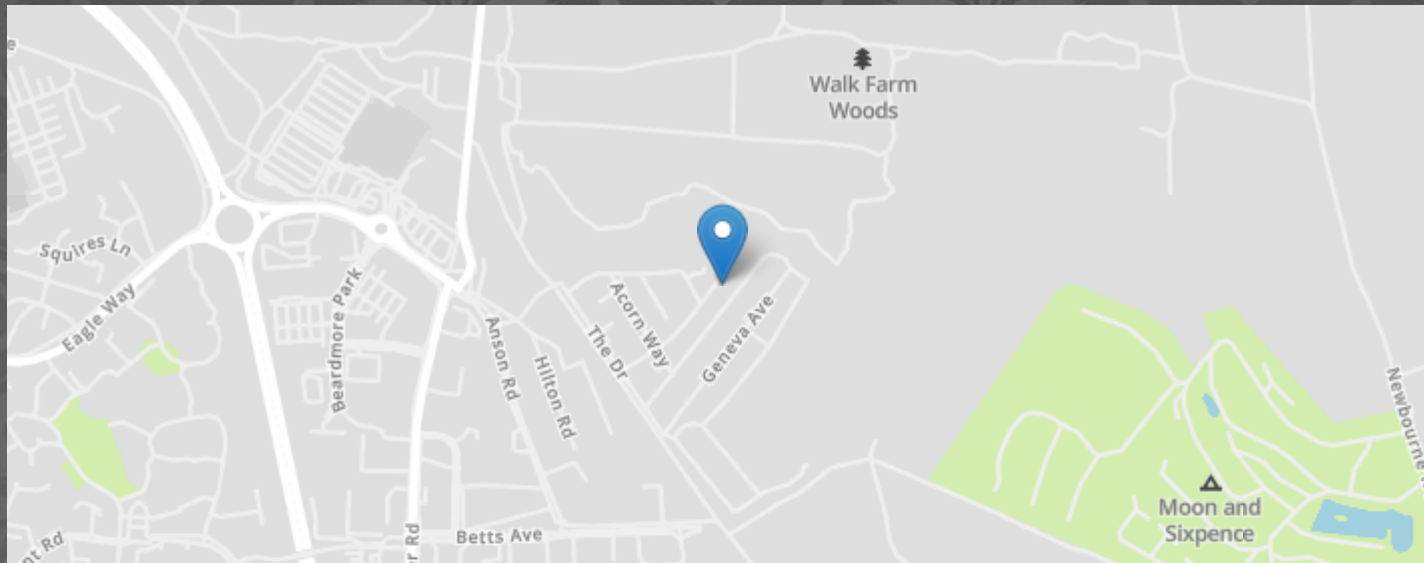 Walk Farm
Woods
Squires Ln
Eagle Way
Beardmore Park
Acorn Way
The Dr
Geneva Ave
Anson Rd
Hilton Rd
Newbourne
Moon and
Sixpence
Betts Ave
Rd
Rd